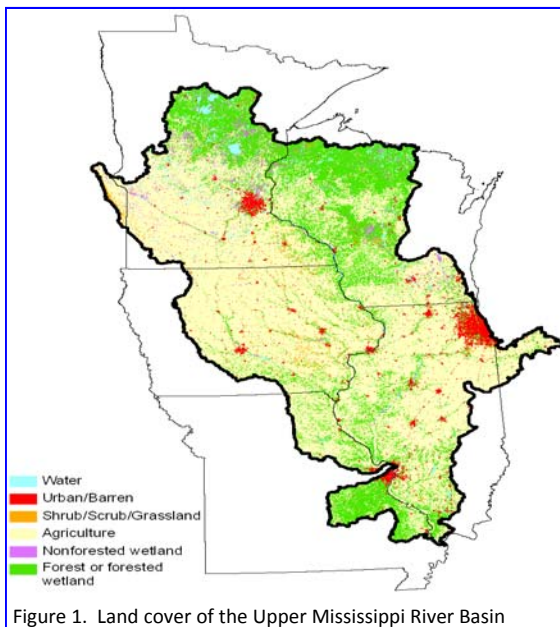 Water
Urban/Barren
Shrub/Scrub/Grassland
Agriculture
Nonforested wetland
Forest or forested
wetland
Figure 1. Land cover of the Upper Mississippi River Basin